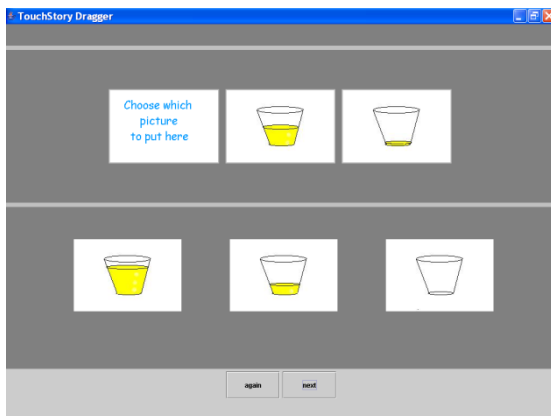 TouchStory Dragger
Choose which
picture
to put here
again
next